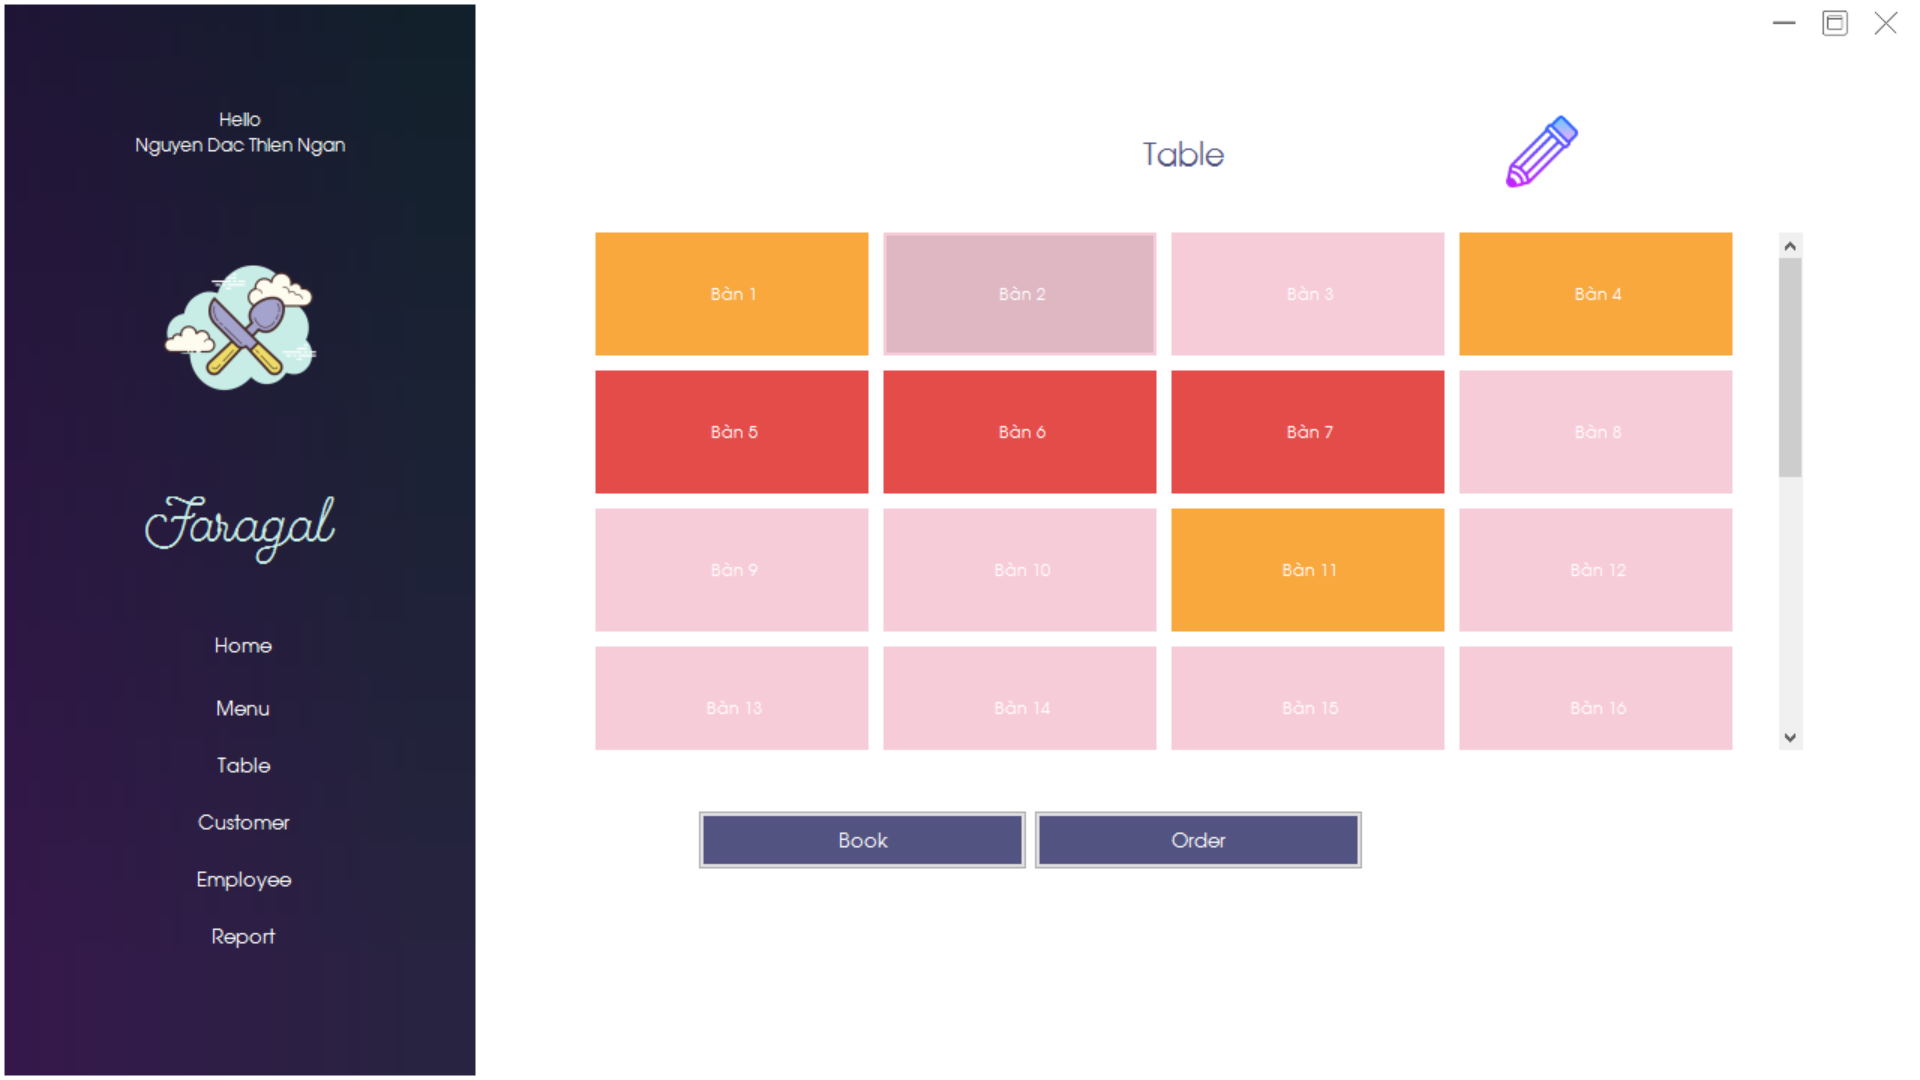 Hello
Nguyen Dac Thien Ngan
Faragal
Home
Menu
Table
Customer
Employee
Report
Table
Bàn 1
Bàn 2
Bàn 3
Bàn 4
Bàn 5
Bàn 6
Bàn 7
Bàn 8
Bàn 9
Bàn 10
Bàn 11
Bàn 12
Bàn 13
Bàn 14
Bàn 15
Bàn 16
Book
Order